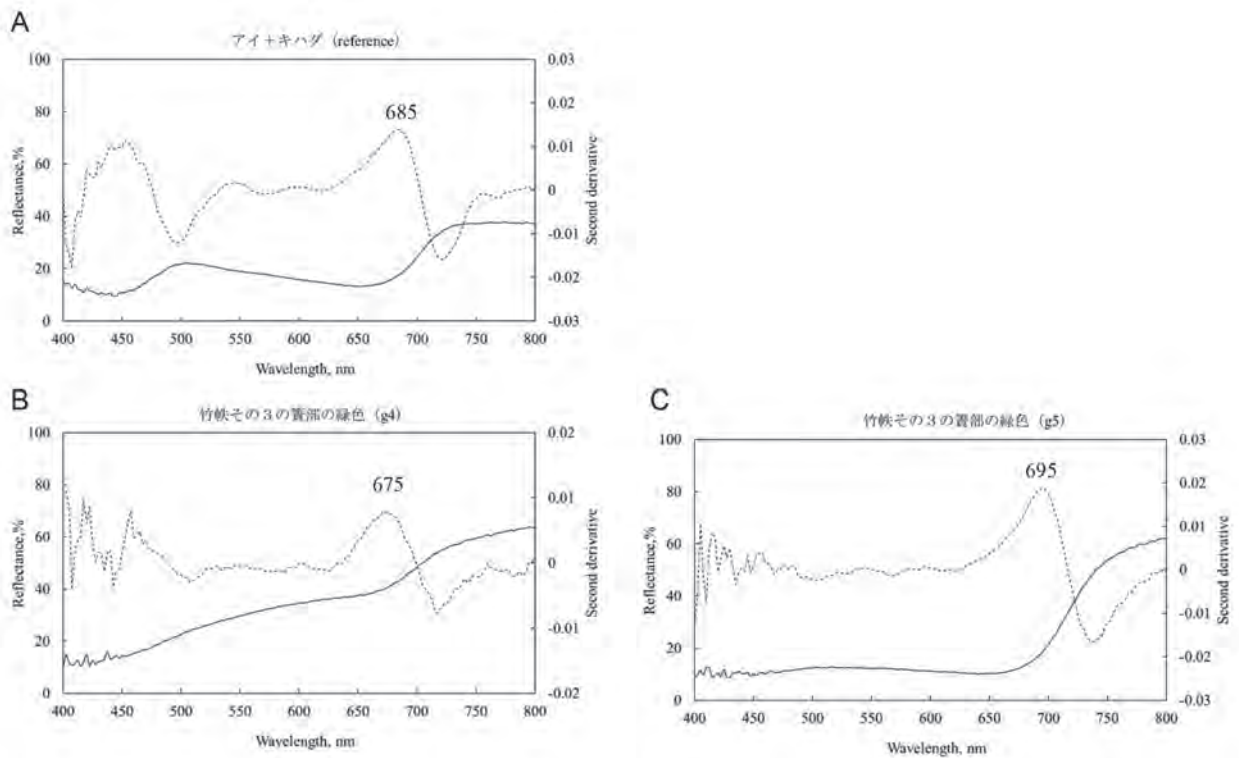 A
アイ+キハダ (reference)
100
80
60
40
20
0
Reflectance,%
0.03
0.02
0.01
0
-0.01
-0.02
-0.03
Second derivative
685
400 450 500 550 600 650 700 750 800
Wavelength, nm
B
竹帙その3の簀部の緑色 (g4)
100
80
60
40
20
0
Reflectance,%
0.02
0.01
0
-0.01
-0.02
Second derivative
675
400 450 500 550 600 650 700 750 800
Wavelength, nm
C
竹帙その3の簀部の緑色 (g5)
100
80
60
40
20
0
Reflectance,%
0.03
0.02
0.01
0
-0.01
-0.02
-0.03
Second derivative
695
400 450 500 550 600 650 700 750 800
Wavelength, nm